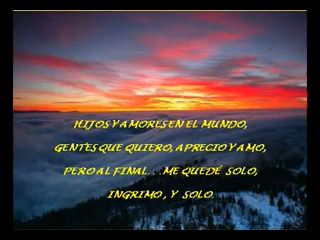 HIJOS Y AMORES EN EL MUNDO,
GENTES QUE QUIERO, APRECIO Y AMO,
PERO AL FINAL. . . ME QUEDÉ SOLO,
INGRIMO , Y SOLO.